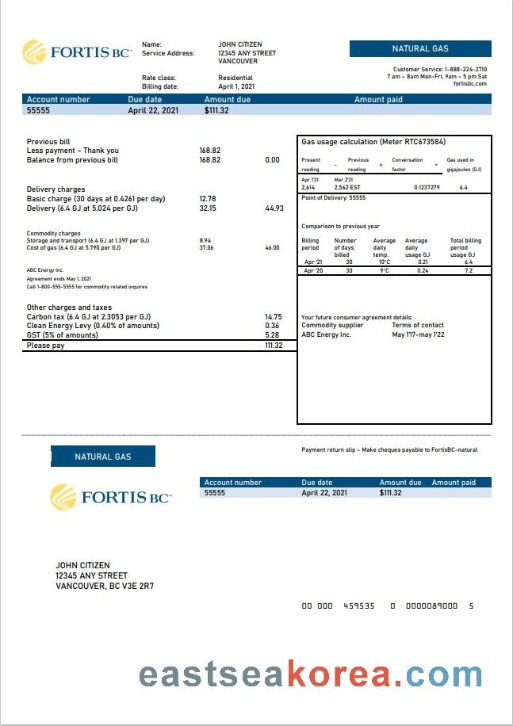 FORTIS BC™
Name: JOHN CITIZEN
Service Address: 12345 ANY STREET
VANCOUVER
Rate class: Residential
Billing date: April 1, 2021
NATURAL GAS
Customer Service: 1-888-224-2710
7 am – 8am Mon-Fri, 9am – 5 pm Sat
fortisbc.com
Account number Due date Amount due Amount paid
55555 April 22, 2021 $111.32
Previous bill
Less payment – Thank you 168.82
Balance from previous bill 168.82 0.00
Delivery charges
Basic charge (30 days at 0.4261 per day) 12.78
Delivery (6.4 GJ at 5.024 per GJ) 32.15 44.93
Commodity charges
Storage and transport (6.4 GJ at 1.397 per GJ) 8.94
Cost of gas (6.4 GJ at 5.790 per GJ) 37.06 46.00
ABC Energy Inc.
Agreement ends May 1, 2021
Call 1-800-555-5555 for commodity related inquires
Other charges and taxes
Carbon tax (6.4 GJ at 2.3053 per GJ) 14.75
Clean Energy Levy (0.40% of amounts) 0.36
GST (5% of amounts) 5.28
Please pay 111.32
Gas usage calculation (Meter RTC673584)
Present reading - Previous reading × Conversation factor = Gas used in gigajoules (GJ)
Apr 1'21 Mar 2'21
2,614 2,562 EST 0.1237279 6.4
Point of Delivery: 55555
Comparison to previous year
Billing period Number of days billed Average daily temp. Average daily usage GJ Total billing period usage GJ
Apr '21 30 10°C 0.21 6.4
Apr '20 30 9°C 0.24 7.2
Your future consumer agreement details:
Commodity supplier Terms of contact
ABC Energy Inc. May 1'17-may 1'22
NATURAL GAS
Payment return slip – Make cheques payable to FortisBC-natural
FORTIS BC™
Account number Due date Amount due Amount paid
55555 April 22, 2021 $111.32
JOHN CITIZEN
12345 ANY STREET
VANCOUVER, BC V3E 2R7
00 000 459535 0 0000089000 5
eastseakorea.com